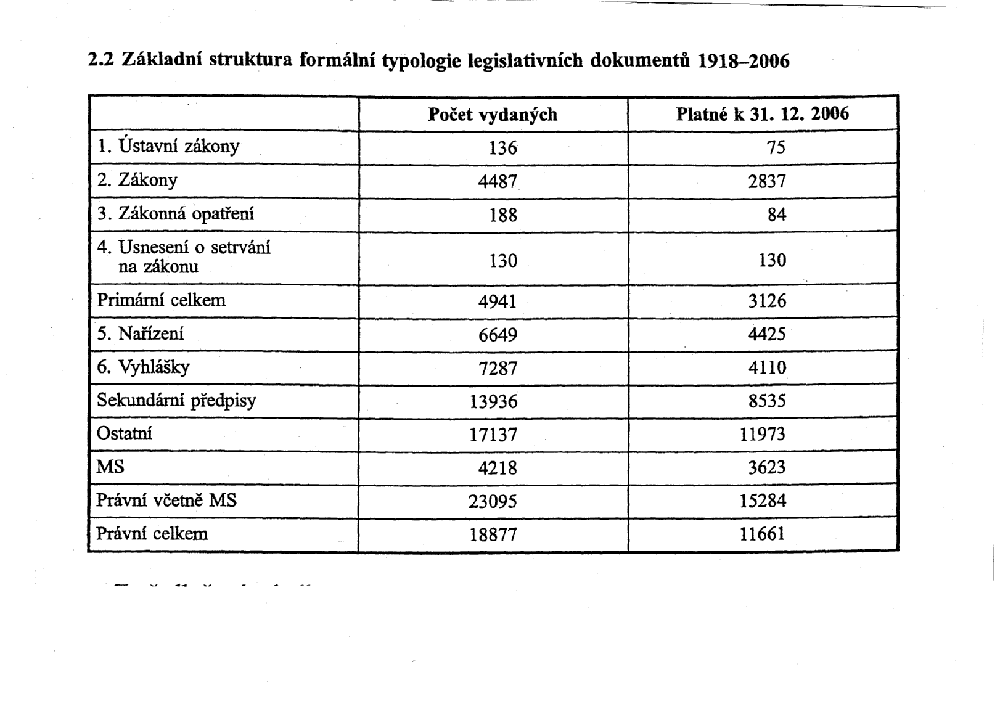 2.2 Základní struktura formální typologie legislativních dokumentů 1918–2006
Počet vydaných Platné k 31. 12. 2006
1. Ústavní zákony 136 75
2. Zákony 4487 2837
3. Zákonná opatření 188 84
4. Usnesení o setrvání
na zákonu 130 130
Primární celkem 4941 3126
5. Nařízení 6649 4425
6. Vyhlášky 7287 4110
Sekundární předpisy 13936 8535
Ostatní 17137 11973
MS 4218 3623
Právní včetně MS 23095 15284
Právní celkem 18877 11661